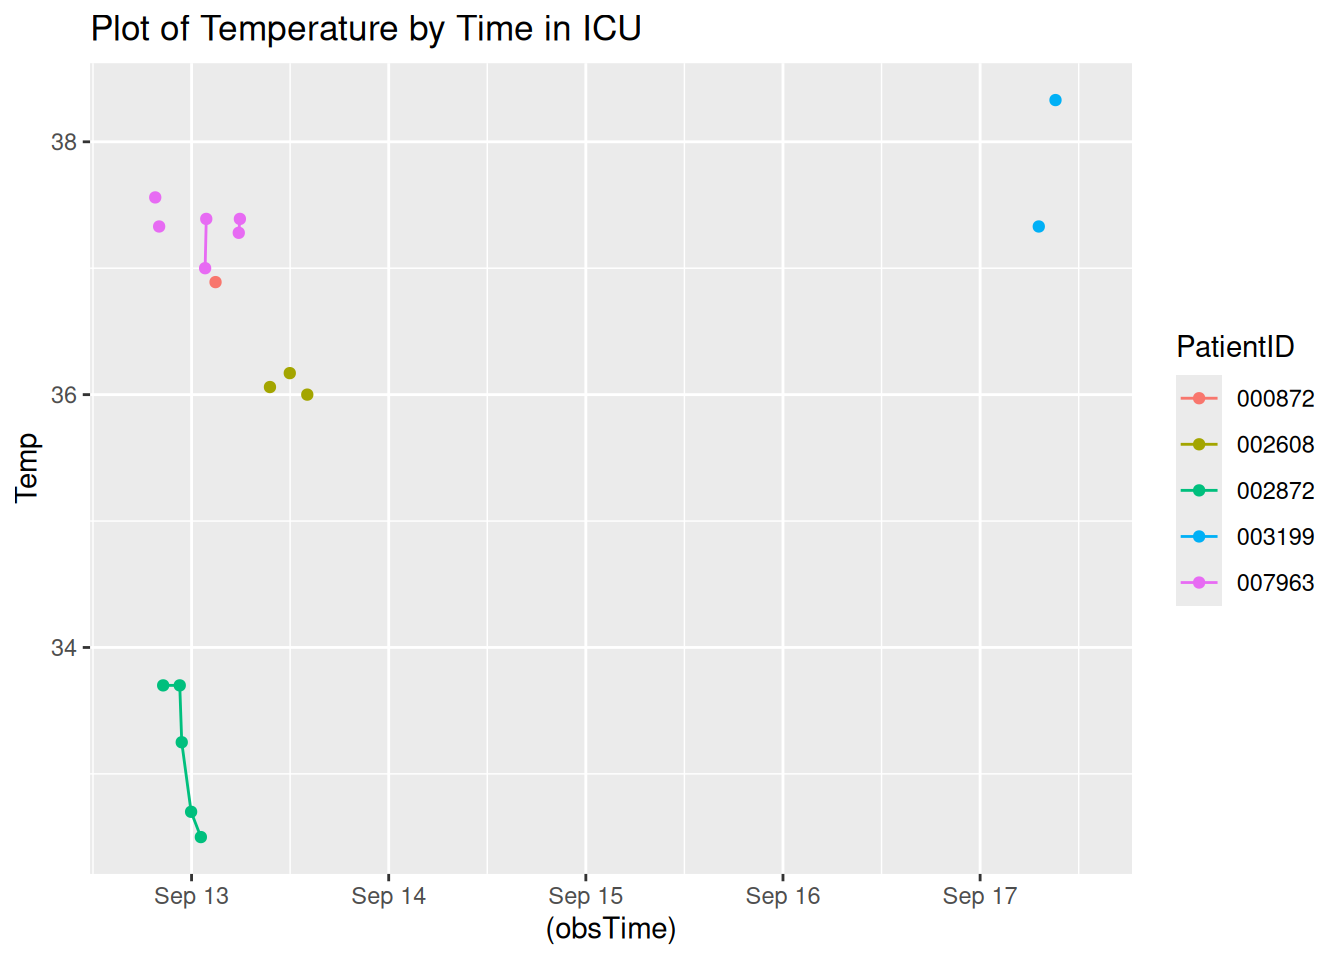 Plot of Temperature by Time in ICU
38
36
34
Temp
Sep 13
Sep 14
Sep 15
Sep 16
Sep 17
(obsTime)
PatientID
000872
002608
002872
003199
007963